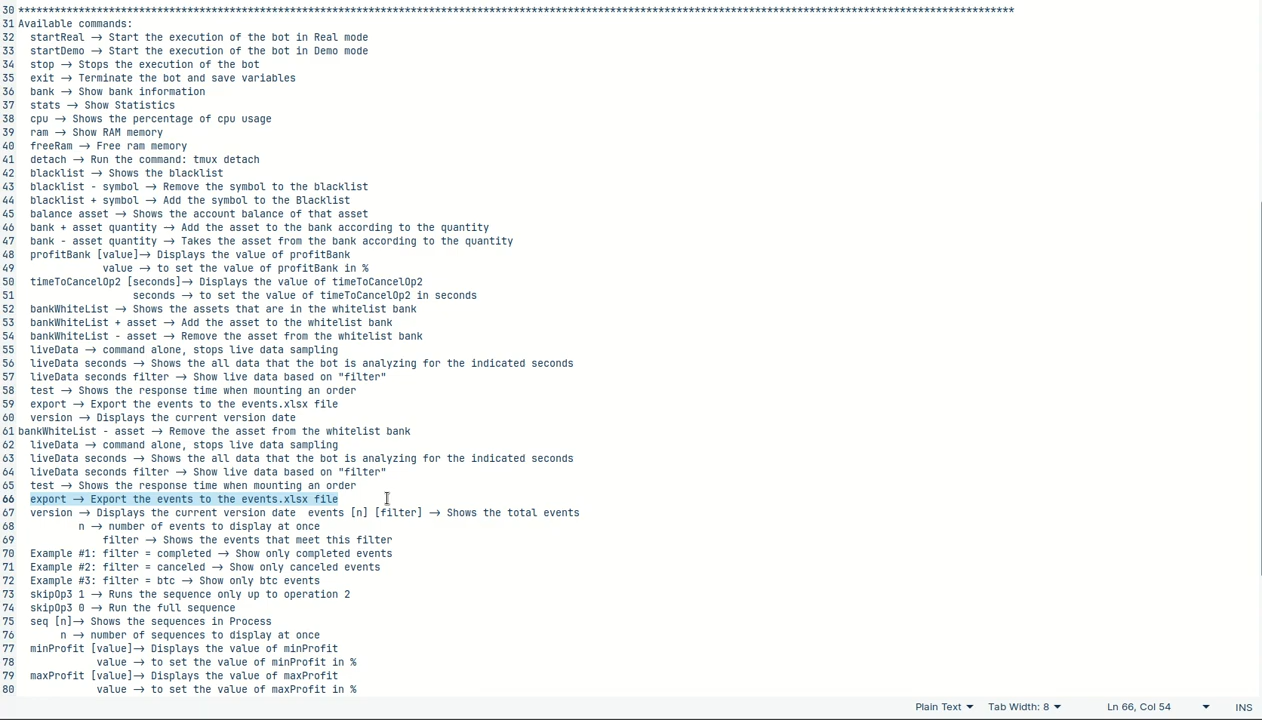 30 **********************************************************************************************************************************************************************
31 Available commands:
32   startReal → Start the execution of the bot in Real mode
33   startDemo → Start the execution of the bot in Demo mode
34   stop → Stops the execution of the bot
35   exit → Terminate the bot and save variables
36   bank → Show bank information
37   stats → Show Statistics
38   cpu → Shows the percentage of cpu usage
39   ram → Show RAM memory
40   freeRam → Free ram memory
41   detach → Run the command: tmux detach
42   blacklist → Shows the blacklist
43   blacklist - symbol → Remove the symbol to the blacklist
44   blacklist + symbol → Add the symbol to the Blacklist
45   balance asset → Shows the account balance of that asset
46   bank + asset quantity → Add the asset to the bank according to the quantity
47   bank - asset quantity → Takes the asset from the bank according to the quantity
48   profitBank [value]→ Displays the value of profitBank
49               value → to set the value of profitBank in %
50   timeToCancelOp2 [seconds]→ Displays the value of timeToCancelOp2
51                    seconds → to set the value of timeToCancelOp2 in seconds
52   bankWhiteList → Shows the assets that are in the whitelist bank
53   bankWhiteList + asset → Add the asset to the whitelist bank
54   bankWhiteList - asset → Remove the asset from the whitelist bank
55   liveData → command alone, stops live data sampling
56   liveData seconds → Shows the all data that the bot is analyzing for the indicated seconds
57   liveData seconds filter → Show live data based on "filter"
58   test → Shows the response time when mounting an order
59   export → Export the events to the events.xlsx file
60   version → Displays the current version date
61 bankWhiteList - asset → Remove the asset from the whitelist bank
62   liveData → command alone, stops live data sampling
63   liveData seconds → Shows the all data that the bot is analyzing for the indicated seconds
64   liveData seconds filter → Show live data based on "filter"
65   test → Shows the response time when mounting an order
66   export → Export the events to the events.xlsx file
67   version → Displays the current version date  events [n] [filter] → Shows the total events
68           n → number of events to display at once
69               filter → Shows the events that meet this filter
70   Example #1: filter = completed → Show only completed events
71   Example #2: filter = canceled → Show only canceled events
72   Example #3: filter = btc → Show only btc events
73   skipOp3 1 → Runs the sequence only up to operation 2
74   skipOp3 0 → Run the full sequence
75   seq [n]→ Shows the sequences in Process
76        n → number of sequences to display at once
77   minProfit [value]→ Displays the value of minProfit
78              value → to set the value of minProfit in %
79   maxProfit [value]→ Displays the value of maxProfit
80              value → to set the value of maxProfit in %
Plain Text Tab Width: 8 Ln 66, Col 54 INS